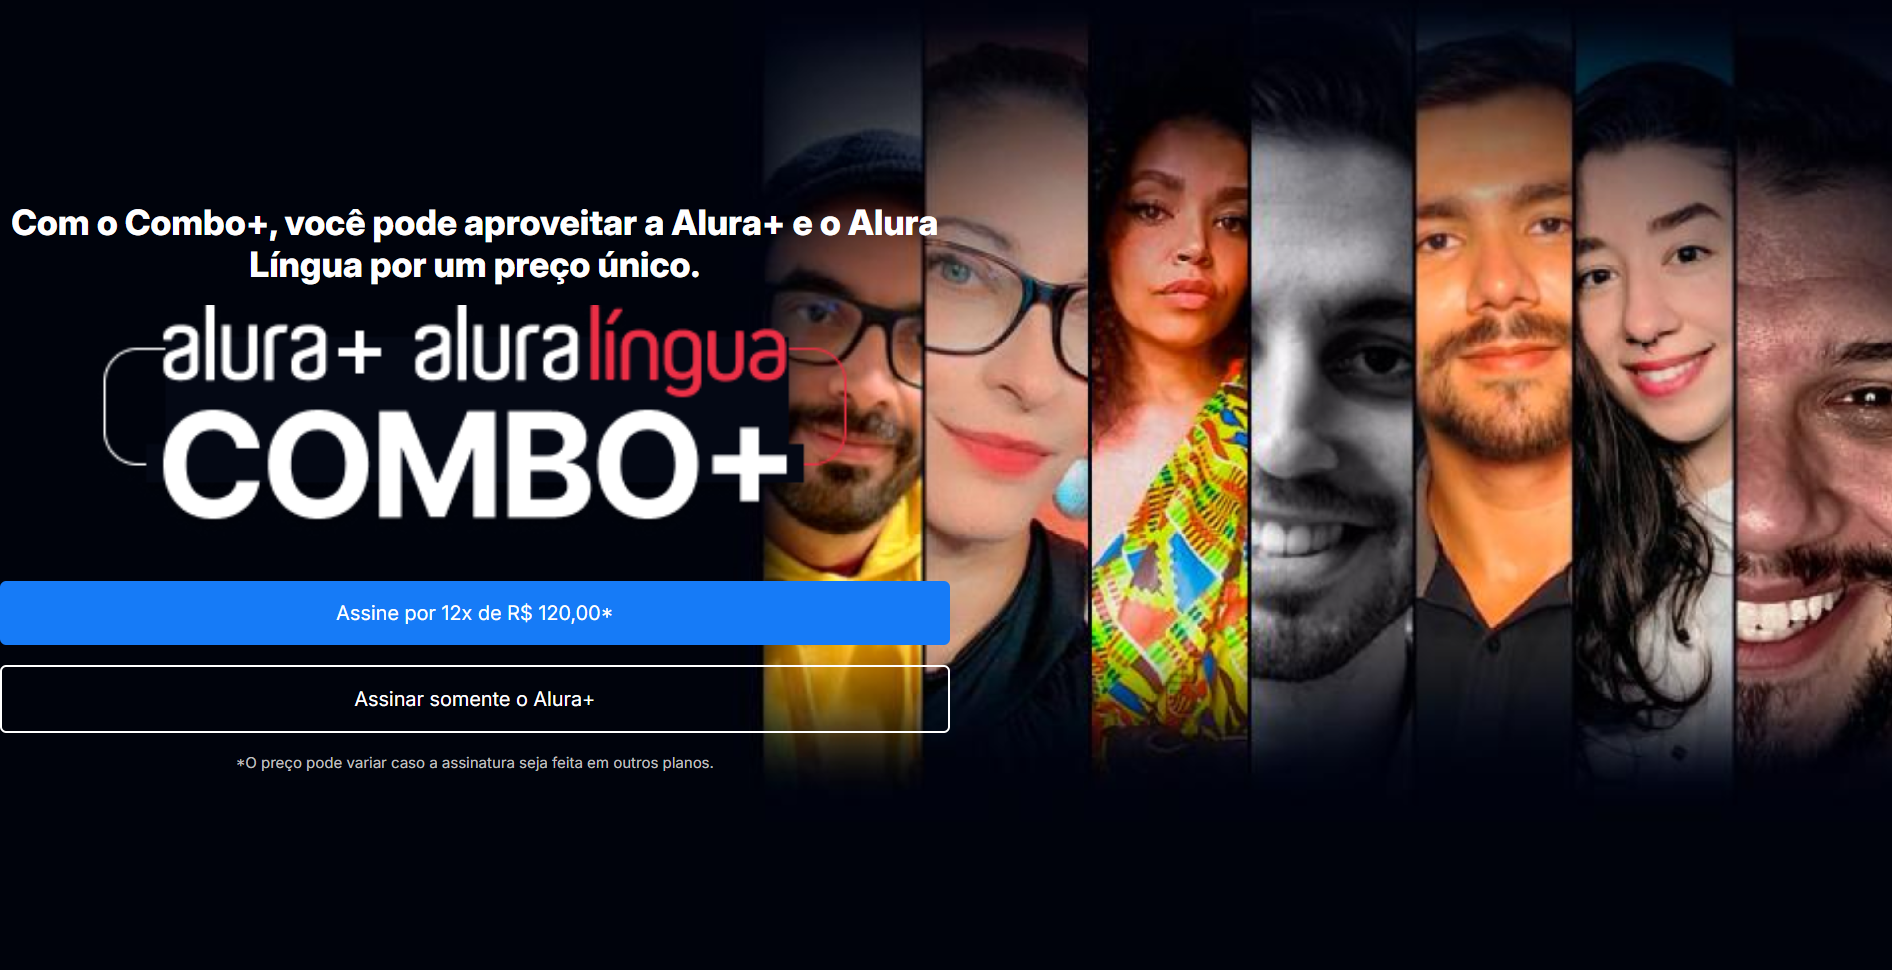 Com o Combo+, você pode aproveitar a Alura+ e o Alura
Língua por um preço único.
alura+ aluralíngua
COMBO+
Assine por 12x de R$ 120,00*
Assinar somente o Alura+
*O preço pode variar caso a assinatura seja feita em outros planos.